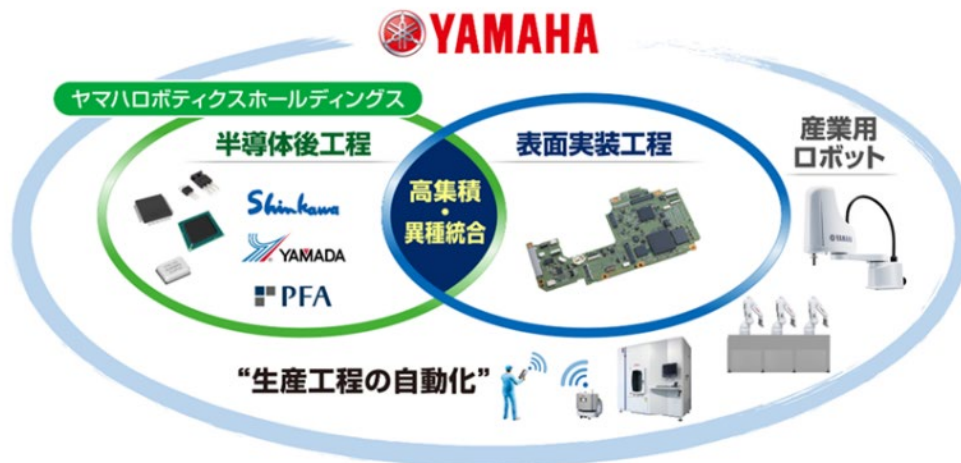 YAMAHA
ヤマハロボティクスホールディングス
半導体後工程
表面実装工程
産業用
ロボット
高集積
・
異種統合
Shinkawa
YAMADA
PFA
YAMAHA
“生産工程の自動化”